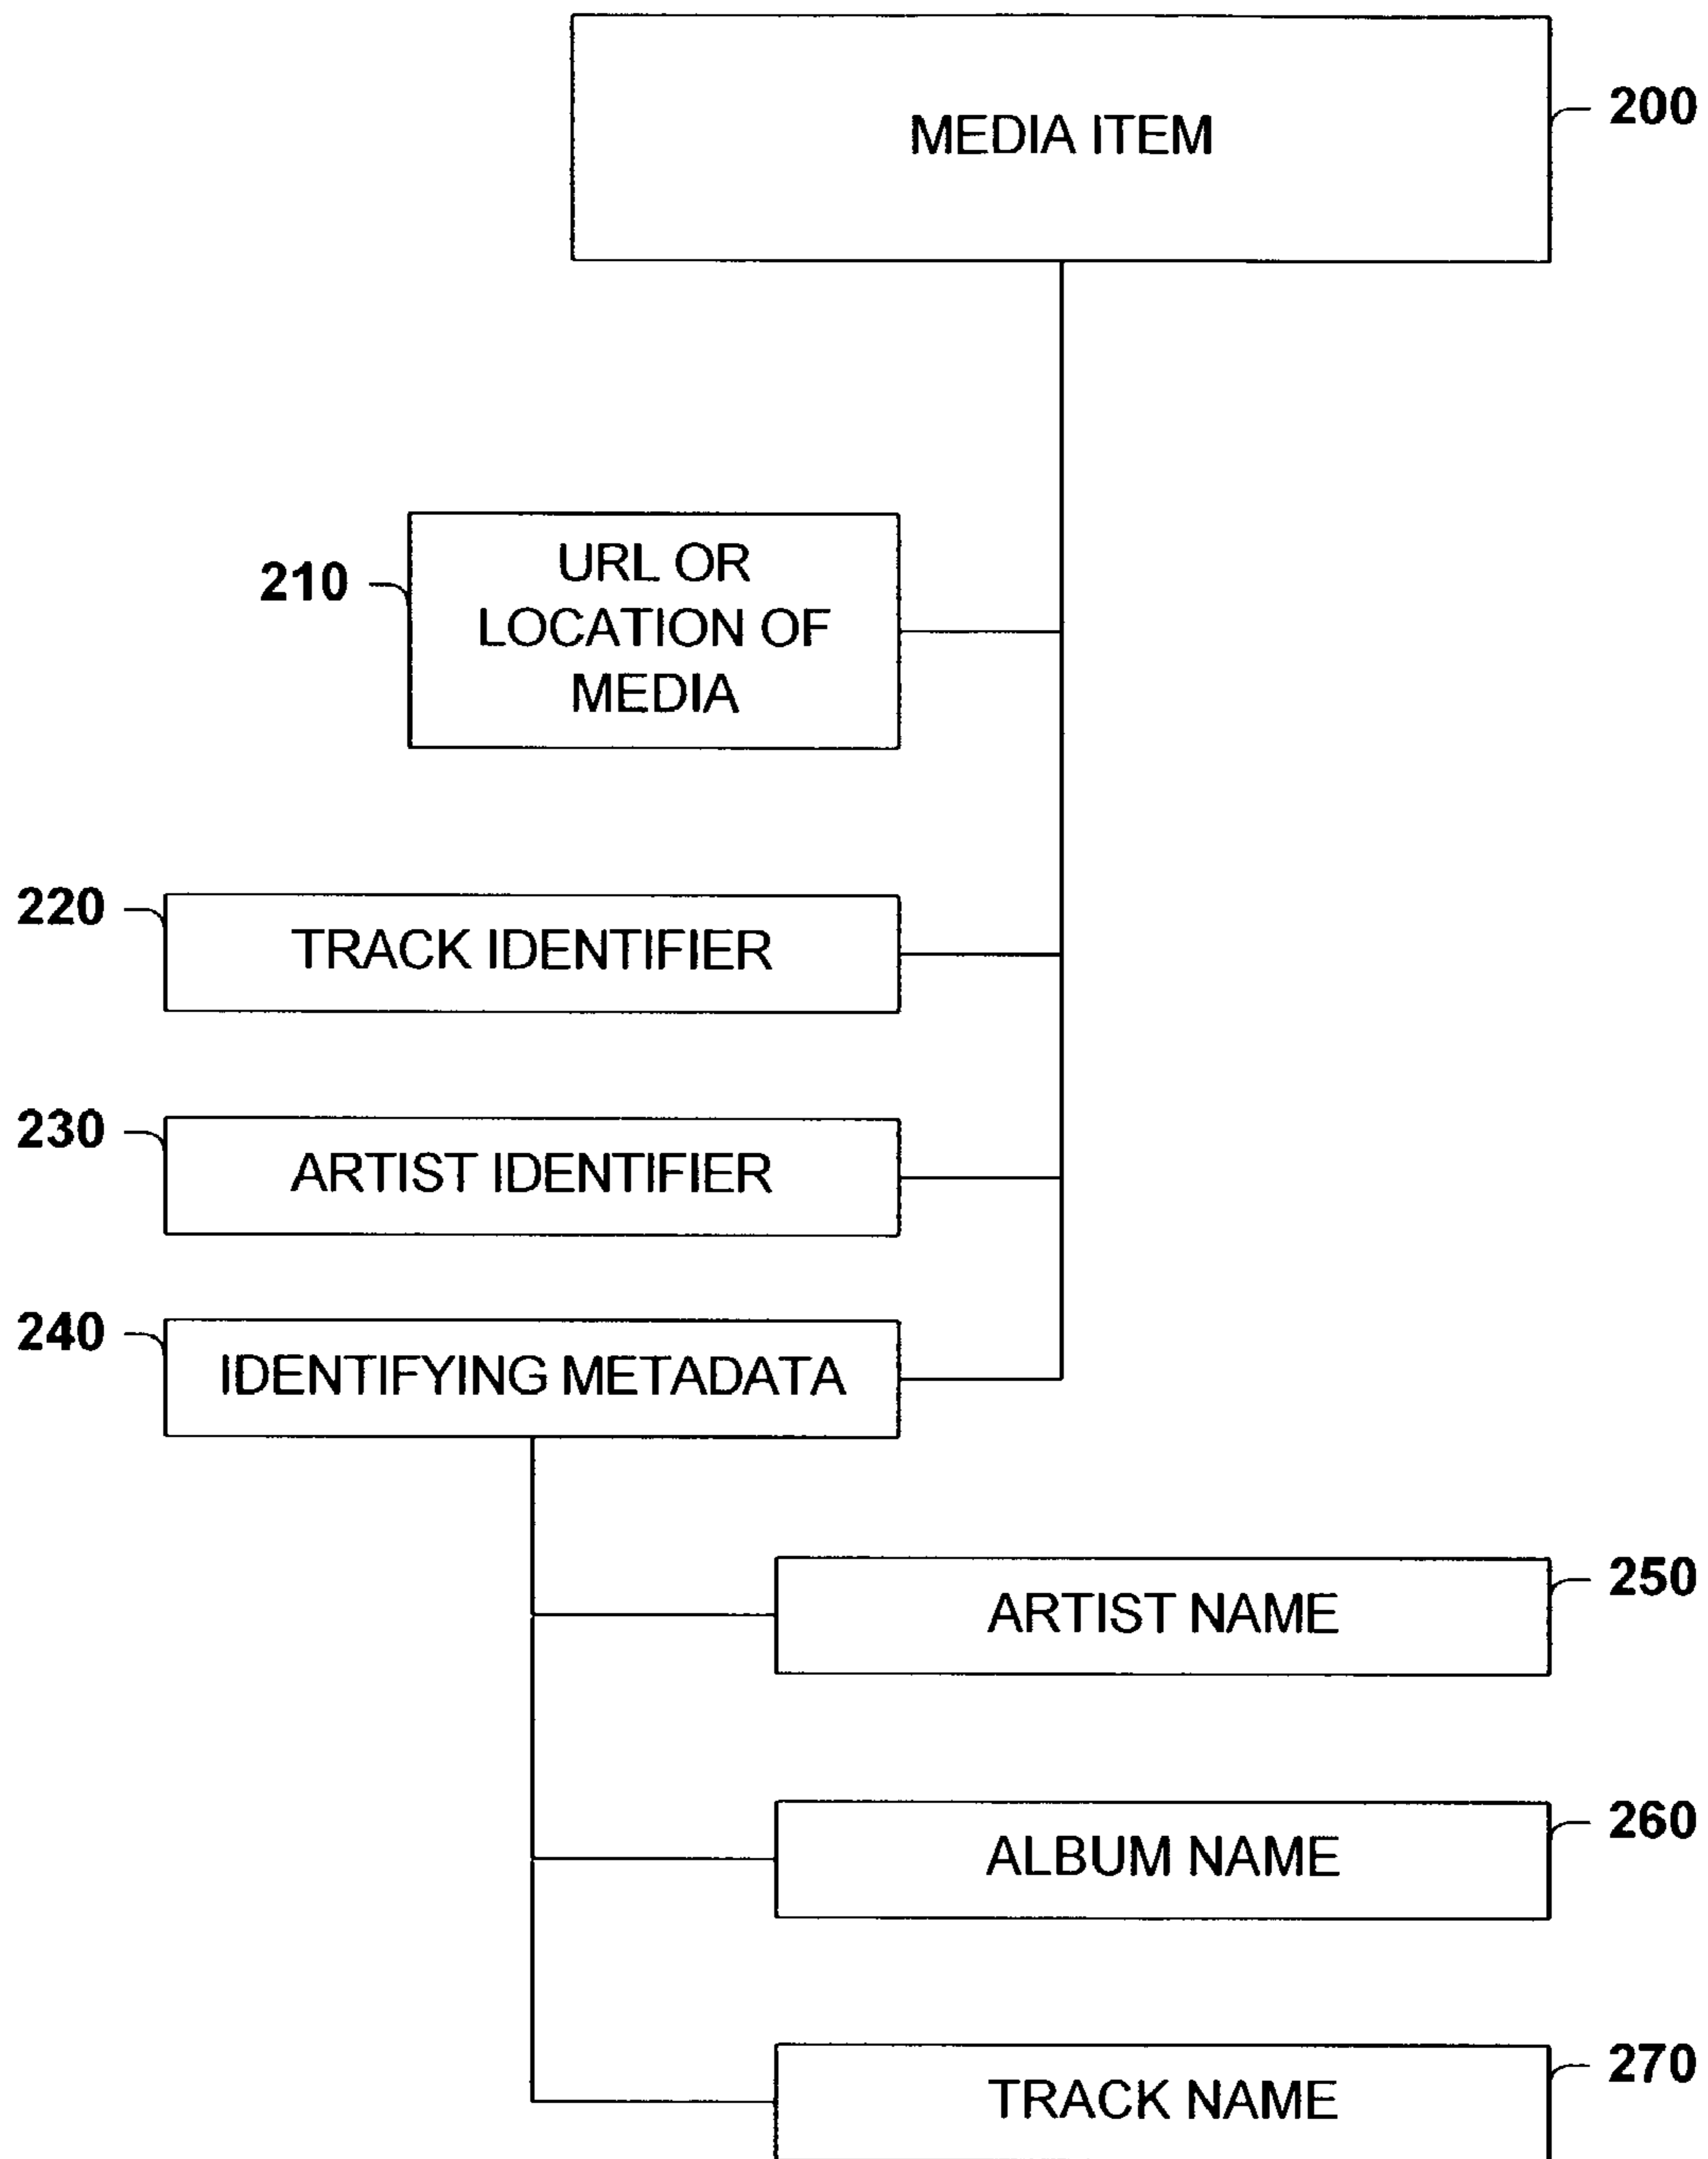 MEDIA ITEM
200
210
URL OR
LOCATION OF
MEDIA
220
TRACK IDENTIFIER
230
ARTIST IDENTIFIER
240
IDENTIFYING METADATA
250
ARTIST NAME
260
ALBUM NAME
270
TRACK NAME